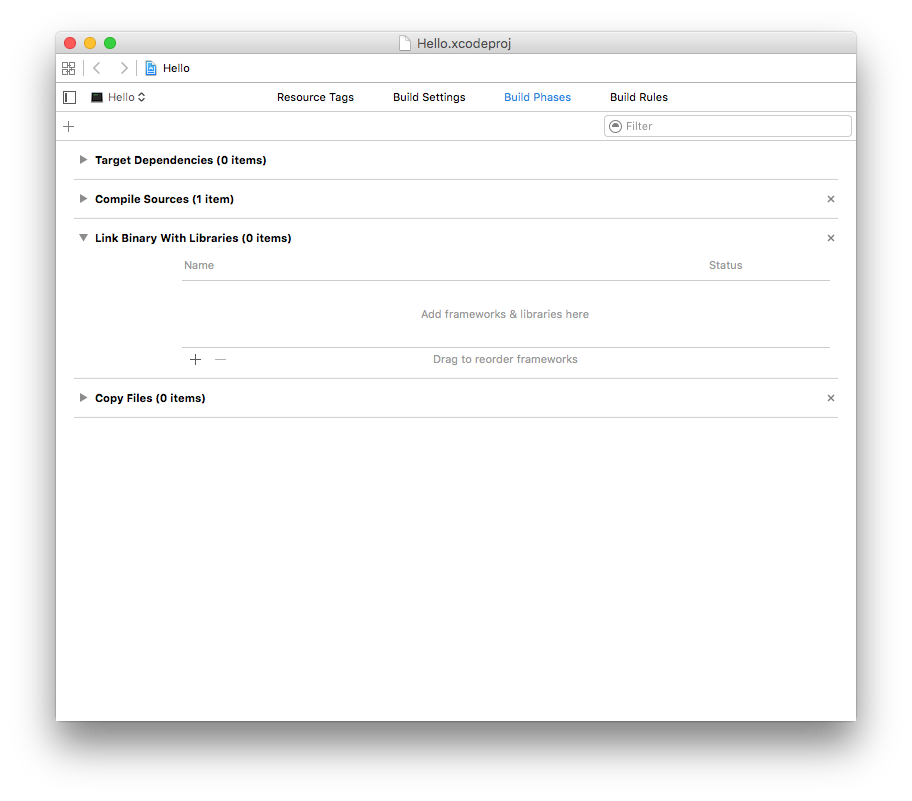 Hello.xcodeproj
Hello
Hello Resource Tags Build Settings Build Phases Build Rules
Filter
Target Dependencies (0 items)
Compile Sources (1 item)
Link Binary With Libraries (0 items)
Name Status
Add frameworks & libraries here
Drag to reorder frameworks
Copy Files (0 items)